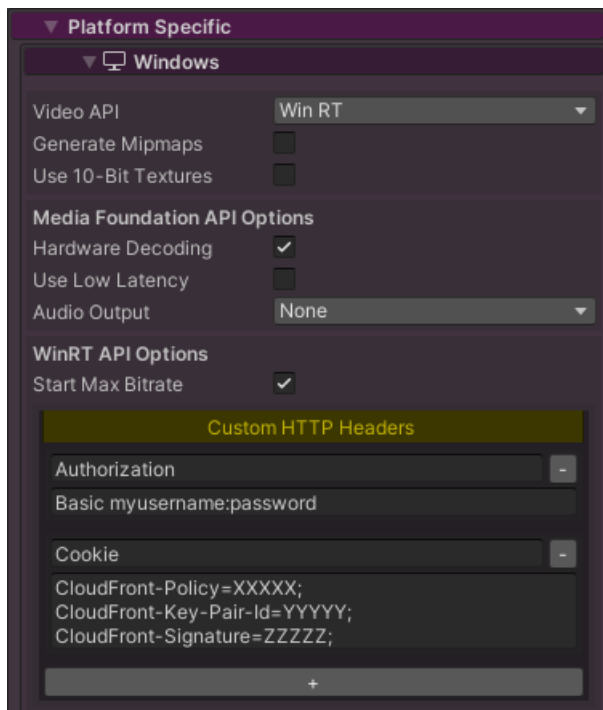 Platform Specific
Windows
Video API Win RT
Generate Mipmaps
Use 10-Bit Textures
Media Foundation API Options
Hardware Decoding
Use Low Latency
Audio Output None
WinRT API Options
Start Max Bitrate
Custom HTTP Headers
Authorization -
Basic myusername:password
Cookie -
CloudFront-Policy=XXXXX;
CloudFront-Key-Pair-Id=YYYYY;
CloudFront-Signature=ZZZZZ;
+